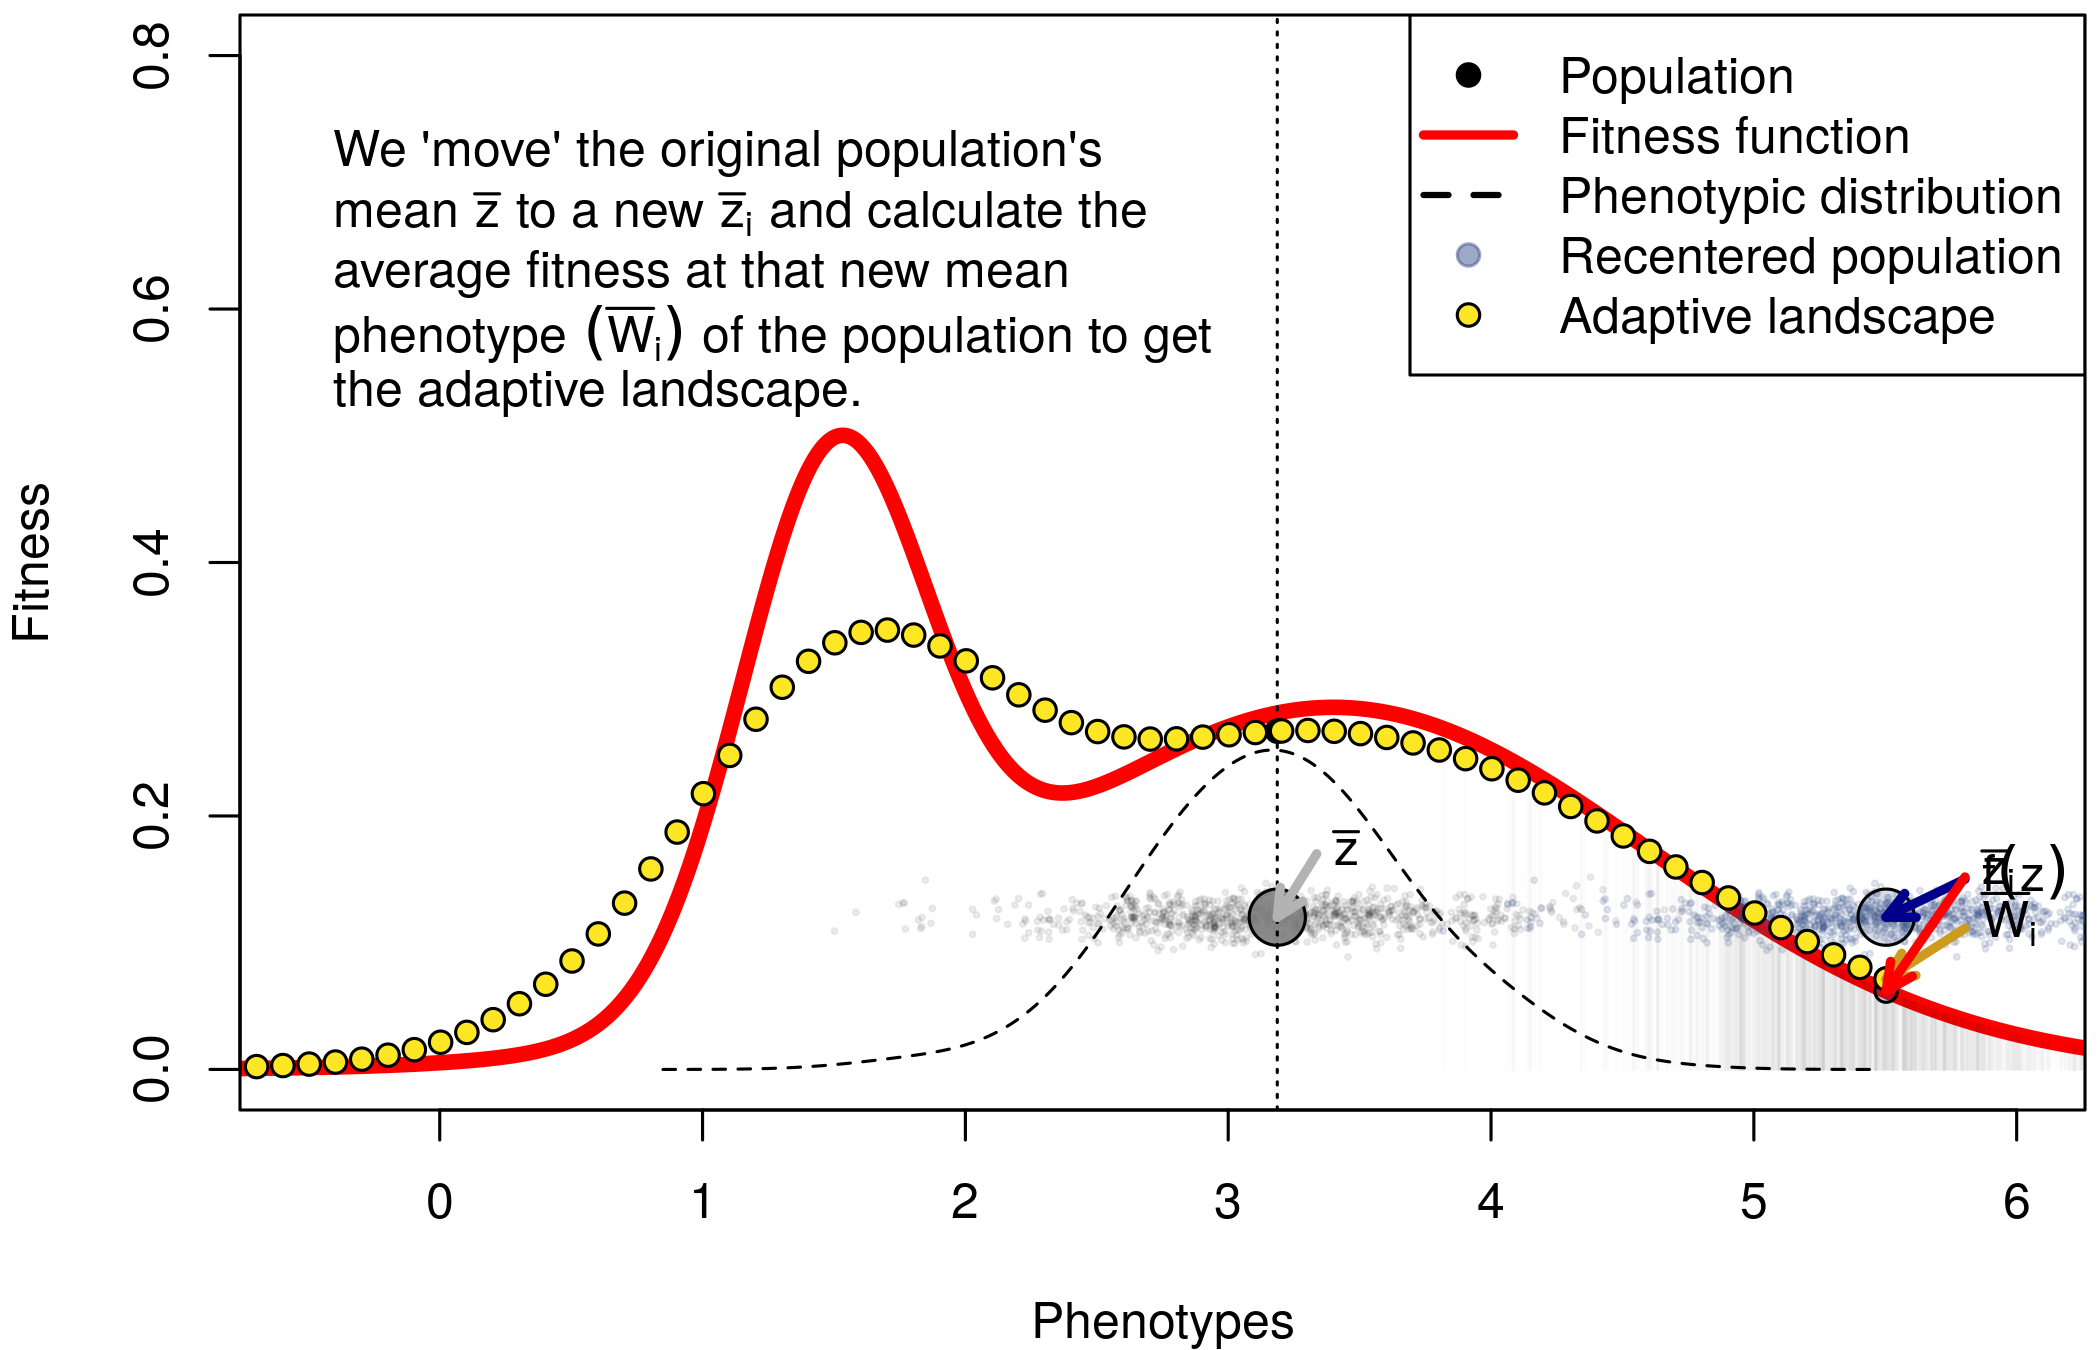 We 'move' the original population's
mean z̅ to a new z̅ᵢ and calculate the
average fitness at that new mean
phenotype (W̅ᵢ) of the population to get
the adaptive landscape.
Population
Fitness function
Phenotypic distribution
Recentered population
Adaptive landscape
Fitness
0.8
0.6
0.4
0.2
0.0
z̅
z̅ᵢ
f(z)
W̅ᵢ
0 1 2 3 4 5 6
Phenotypes